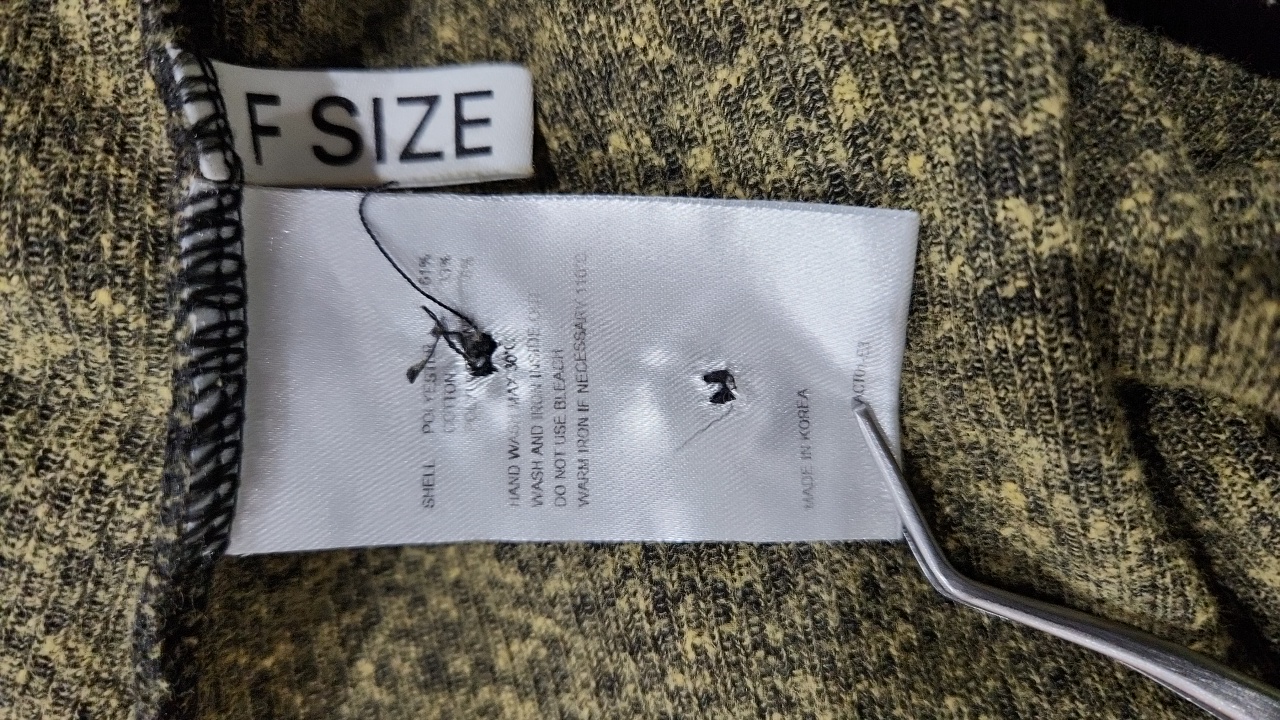 F SIZE
SHELL POLYESTER 61%
COTTON
HAND WASH MAX 30°C
WASH AND IRON INSIDE OUT
DO NOT USE BLEACH
WARM IRON IF NECESSARY 110°C
MADE IN KOREA